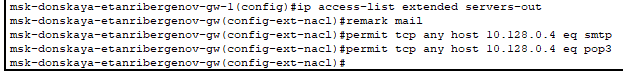 msk-donskaya-etanribergenov-gw-1(config)#ip access-list extended servers-out
msk-donskaya-etanribergenov-gw(config-ext-nacl)#remark mail
msk-donskaya-etanribergenov-gw(config-ext-nacl)#permit tcp any host 10.128.0.4 eq smtp
msk-donskaya-etanribergenov-gw(config-ext-nacl)#permit tcp any host 10.128.0.4 eq pop3
msk-donskaya-etanribergenov-gw(config-ext-nacl)#